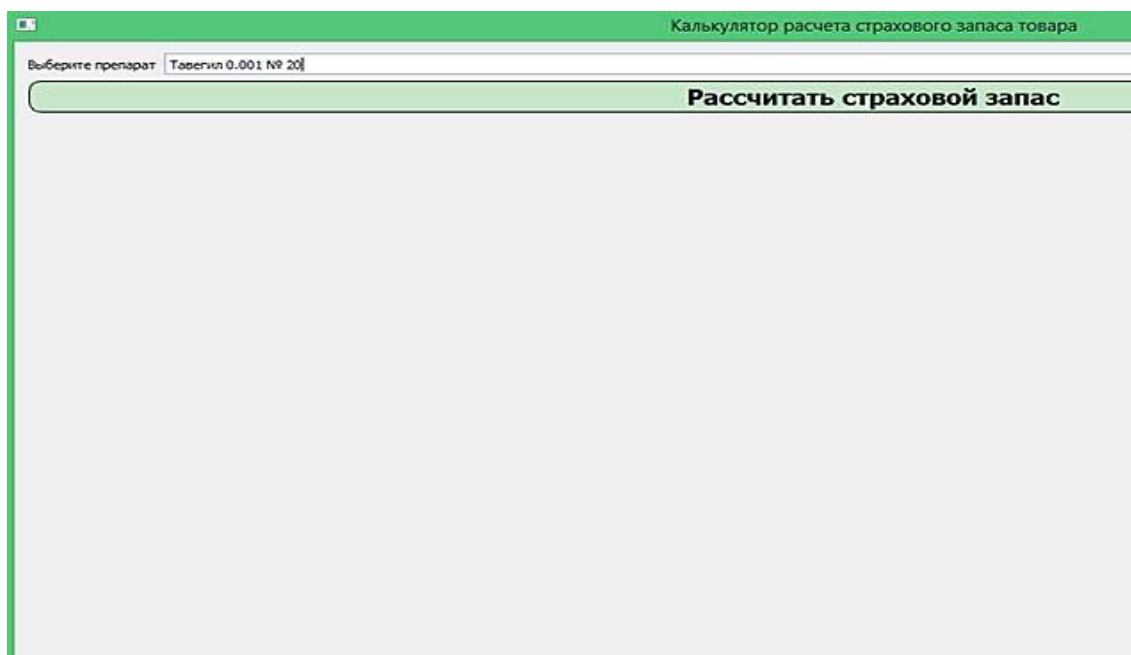 Калькулятор расчета страхового запаса товара
Выберите препарат Тавегил 0.001 № 20
Рассчитать страховой запас